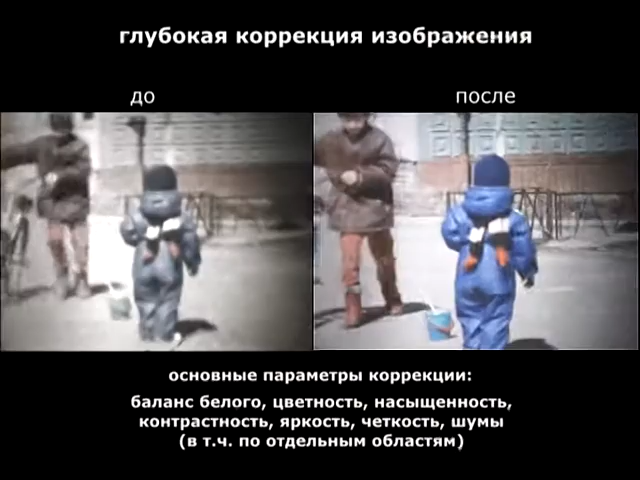 глубокая коррекция изображения
до
после
основные параметры коррекции:
баланс белого, цветность, насыщенность,
контрастность, яркость, четкость, шумы
(в т.ч. по отдельным областям)